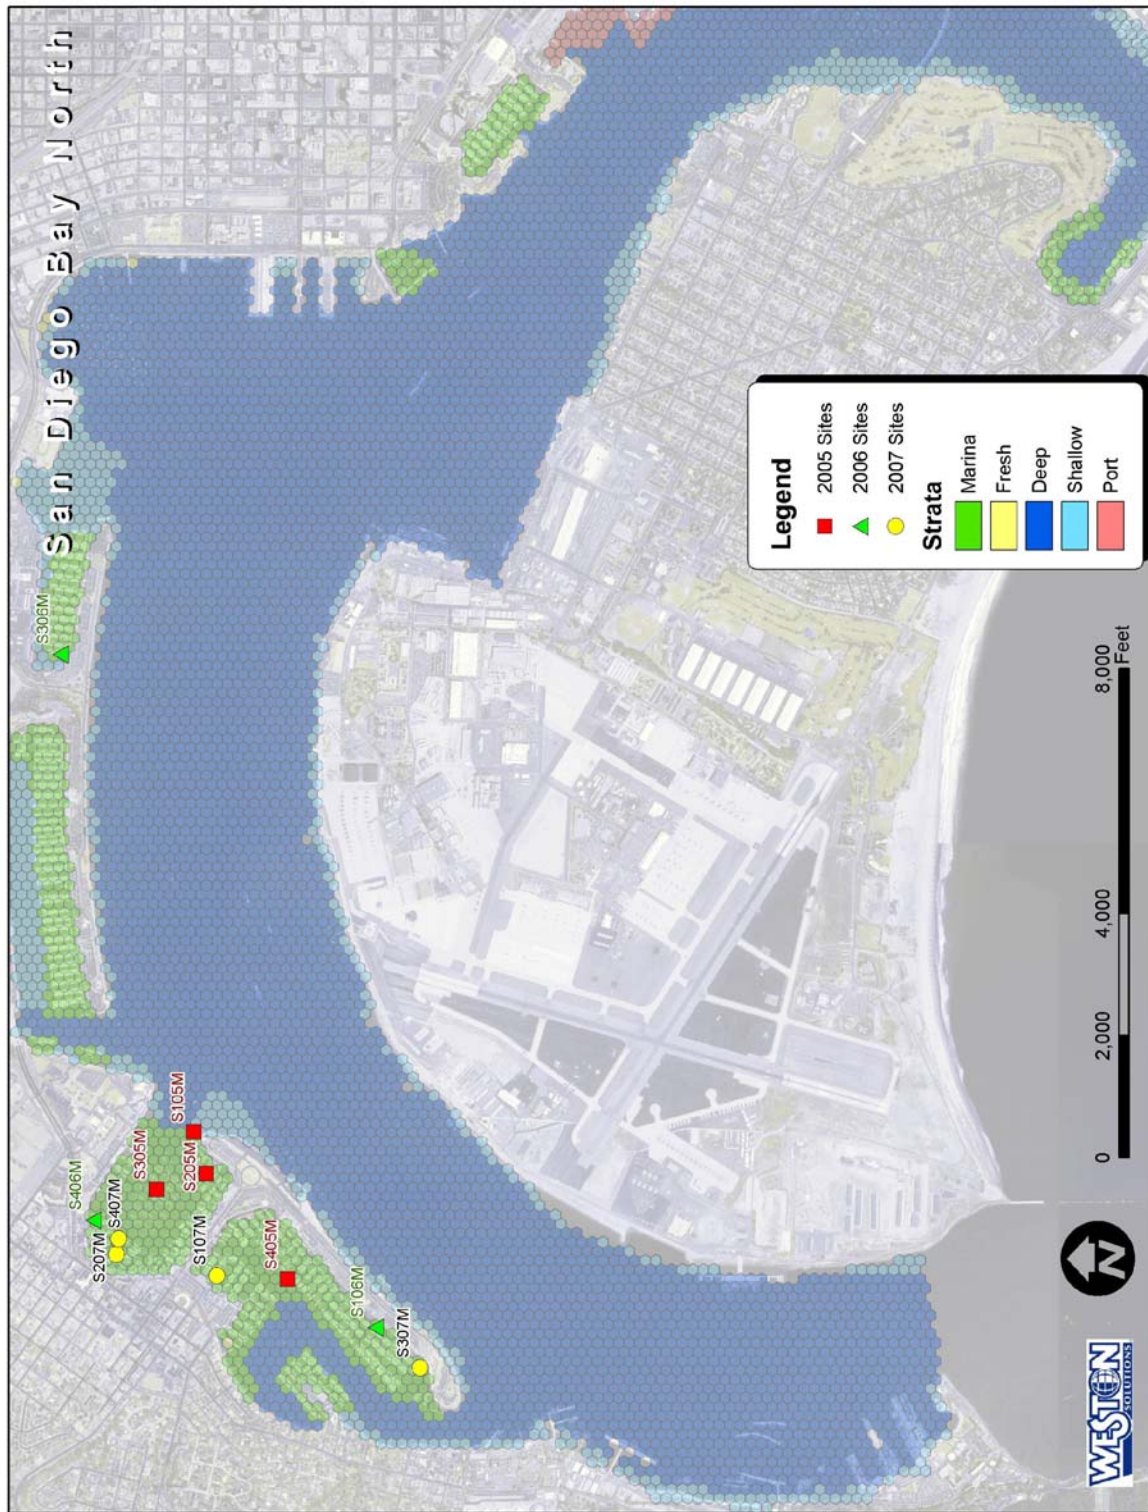 San Diego Bay North
S306M
S406M
S207M
S407M
S305M
S105M
S205M
S107M
S405M
S106M
S307M
Legend
2005 Sites
2006 Sites
2007 Sites
Strata
Marina
Fresh
Deep
Shallow
Port
0
2,000
4,000
8,000
Feet
N
WESTON
SOLUTIONS